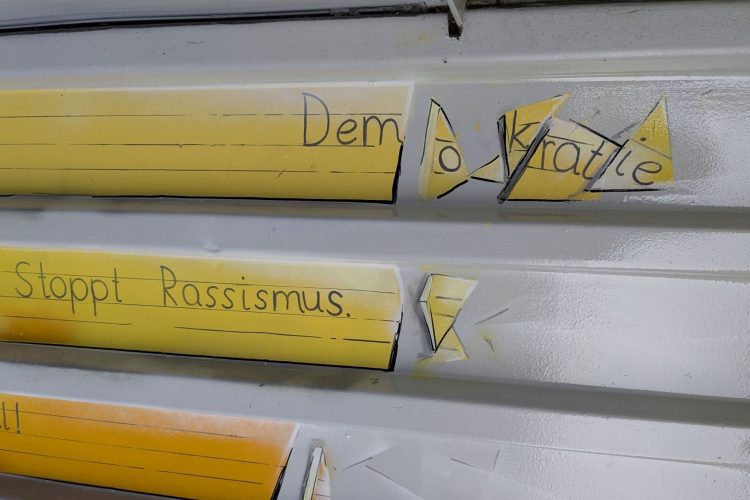 Demokratie
Stoppt Rassismus.